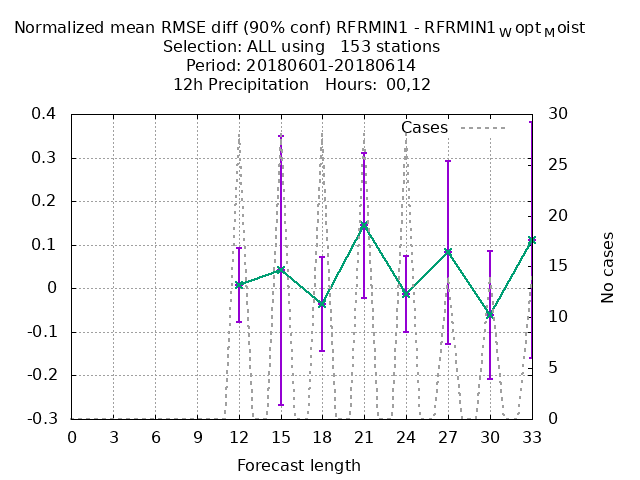 Normalized mean RMSE diff (90% conf) RFRMIN1 - RFRMIN1WoptMoist
Selection: ALL using 153 stations
Period: 20180601-20180614
12h Precipitation Hours: 00,12
Cases
0.4
0.3
0.2
0.1
0
-0.1
-0.2
-0.3
30
25
20
15
10
5
0
No cases
0 3 6 9 12 15 18 21 24 27 30 33
Forecast length